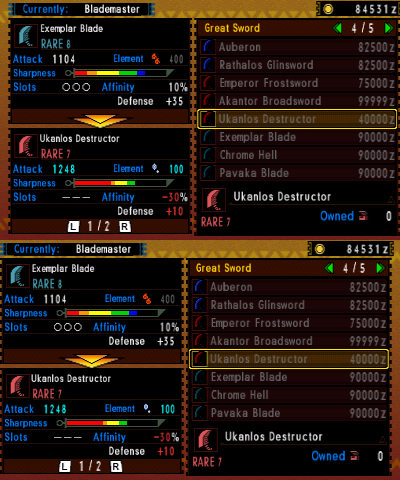 Currently: Blademaster
84531z
Exemplar Blade
RARE 8
Attack 1104 Element 400
Sharpness
Slots ○○○ Affinity 10%
Defense +35
Ukanlos Destructor
RARE 7
Attack 1248 Element 100
Sharpness
Slots --- Affinity -30%
Defense +10
L 1/2 R
Great Sword 4/5
Auberon 82500z
Rathalos Glinsword 82500z
Emperor Frostsword 75000z
Akantor Broadsword 99999z
Ukanlos Destructor 40000z
Exemplar Blade 90000z
Chrome Hell 90000z
Pavaka Blade 90000z
Ukanlos Destructor
Owned 0
RARE 7
Currently: Blademaster
84531z
Exemplar Blade
RARE 8
Attack 1104 Element 400
Sharpness
Slots ○○○ Affinity 10%
Defense +35
Ukanlos Destructor
RARE 7
Attack 1248 Element 100
Sharpness
Slots --- Affinity -30%
Defense +10
L 1/2 R
Great Sword 4/5
Auberon 82500z
Rathalos Glinsword 82500z
Emperor Frostsword 75000z
Akantor Broadsword 99999z
Ukanlos Destructor 40000z
Exemplar Blade 90000z
Chrome Hell 90000z
Pavaka Blade 90000z
Ukanlos Destructor
Owned 0
RARE 7